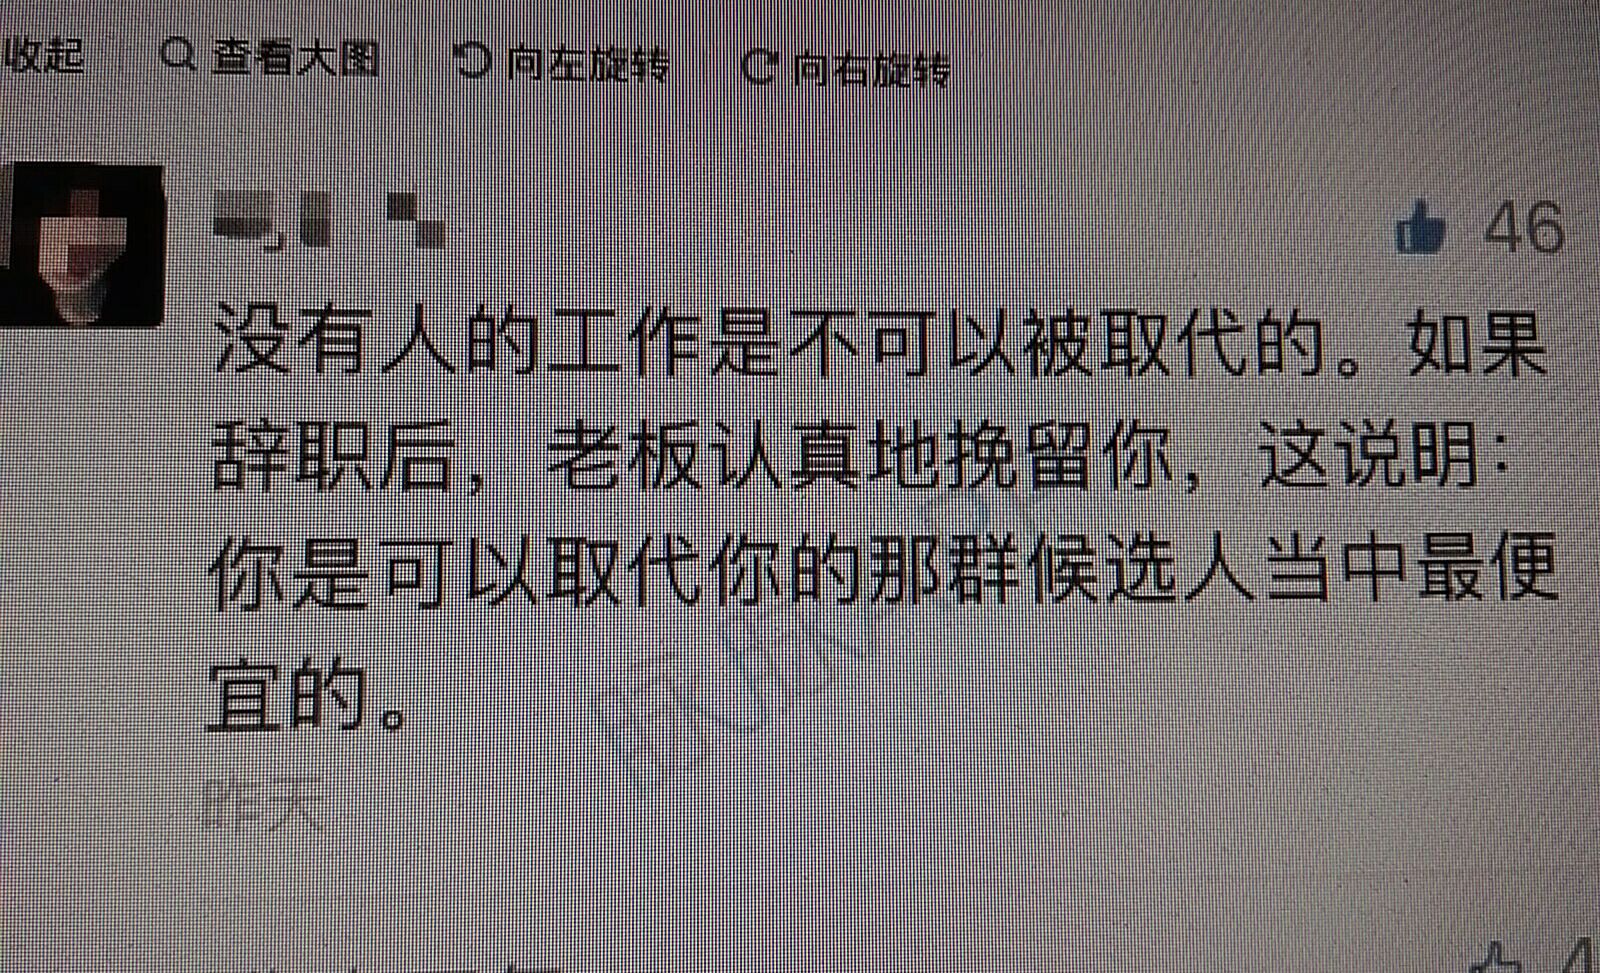 收起 查看大图 向左旋转 向右旋转
46
没有人的工作是不可以被取代的。如果
辞职后，老板认真地挽留你，这说明：
你是可以取代你的那群候选人当中最便
宜的。
昨天